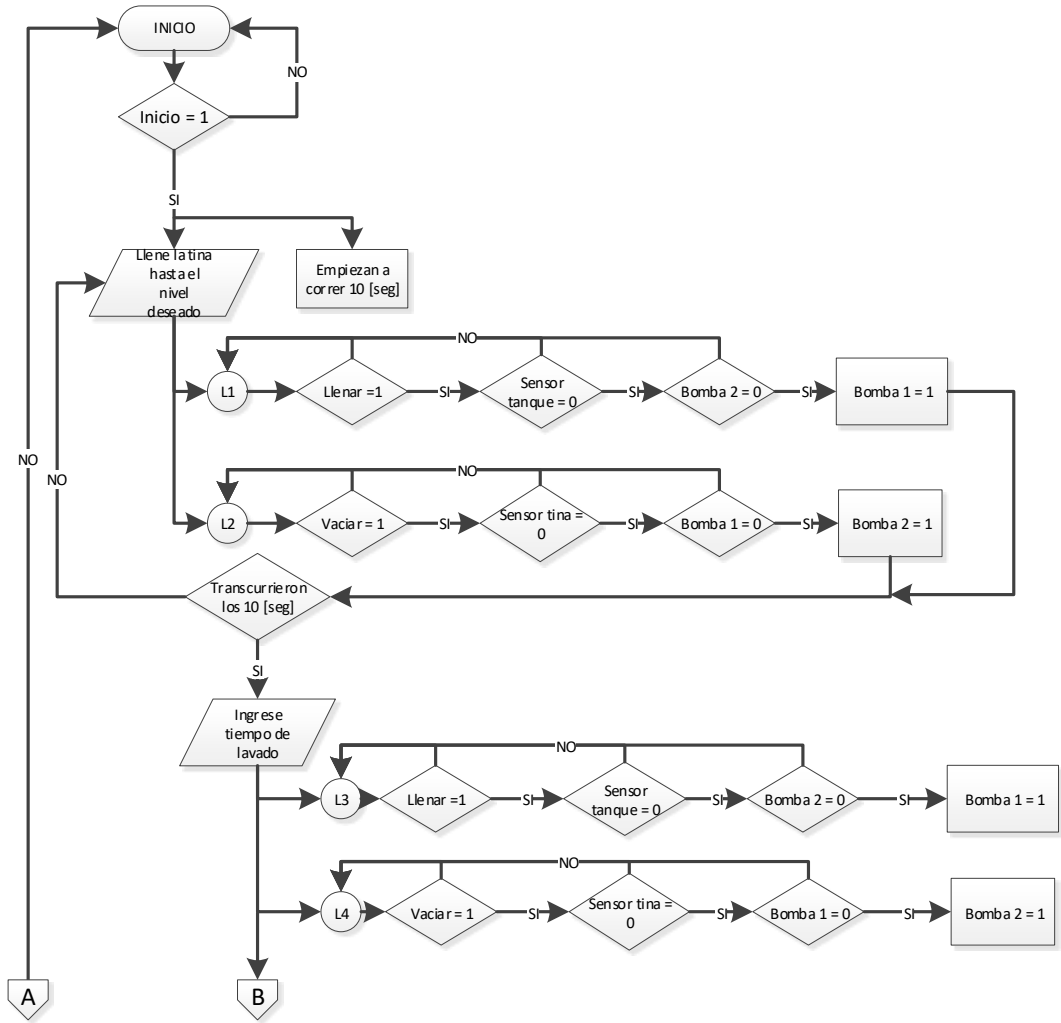 INICIO
NO
Inicio = 1
SI
Llene la tina
hasta el
nivel
deseado
Empiezan a
correr 10 [seg]
NO
L1
Llenar =1
SI
Sensor
tanque = 0
SI
Bomba 2 = 0
SI
Bomba 1 = 1
NO
NO
NO
L2
Vaciar = 1
SI
Sensor tina =
0
SI
Bomba 1 = 0
SI
Bomba 2 = 1
Transcurrieron
los 10 [seg]
SI
Ingrese
tiempo de
lavado
NO
L3
Llenar =1
SI
Sensor
tanque = 0
SI
Bomba 2 = 0
SI
Bomba 1 = 1
NO
L4
Vaciar = 1
SI
Sensor tina =
0
SI
Bomba 1 = 0
SI
Bomba 2 = 1
A
B